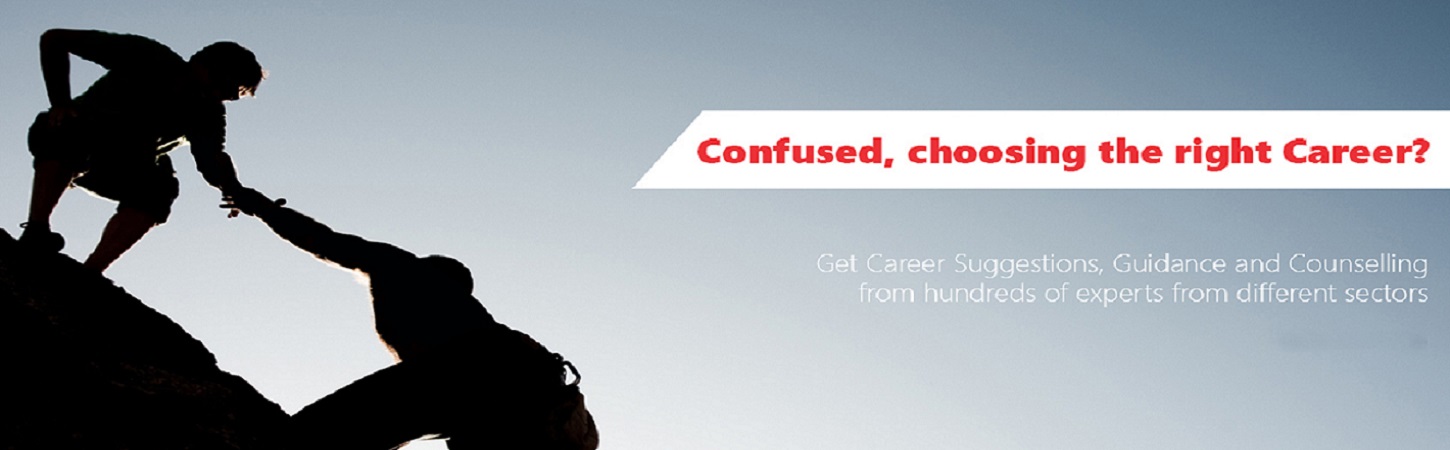 Confused, choosing the right Career?
Get Career Suggestions, Guidance and Counselling
from hundreds of experts from different sectors